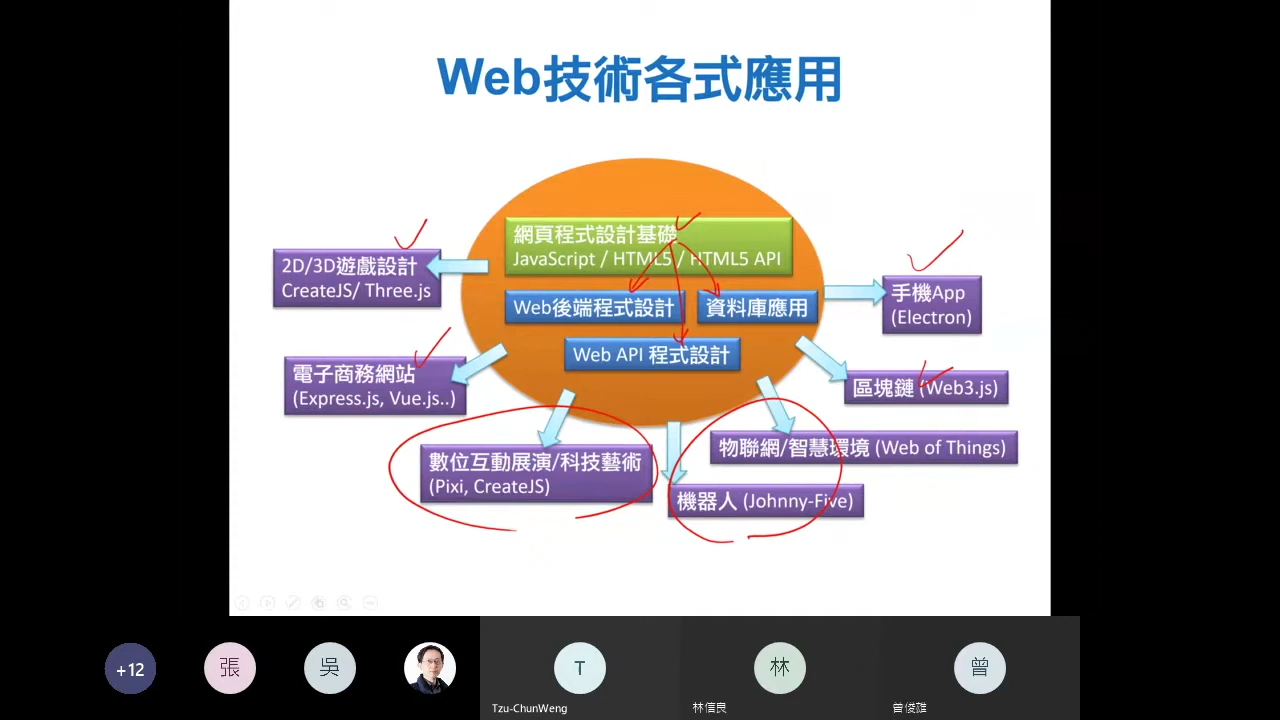 Web技術各式應用
網頁程式設計基礎
JavaScript / HTML5 / HTML5 API
2D/3D遊戲設計
CreateJS/ Three.js
Web後端程式設計
資料庫應用
手機App
(Electron)
Web API 程式設計
電子商務網站
(Express.js, Vue.js..)
區塊鏈 (Web3.js)
數位互動展演/科技藝術
(Pixi, CreateJS)
物聯網/智慧環境 (Web of Things)
機器人 (Johnny-Five)
+12
張
吳
T
林
曾
Tzu-ChunWeng
林信良
曾俊雄